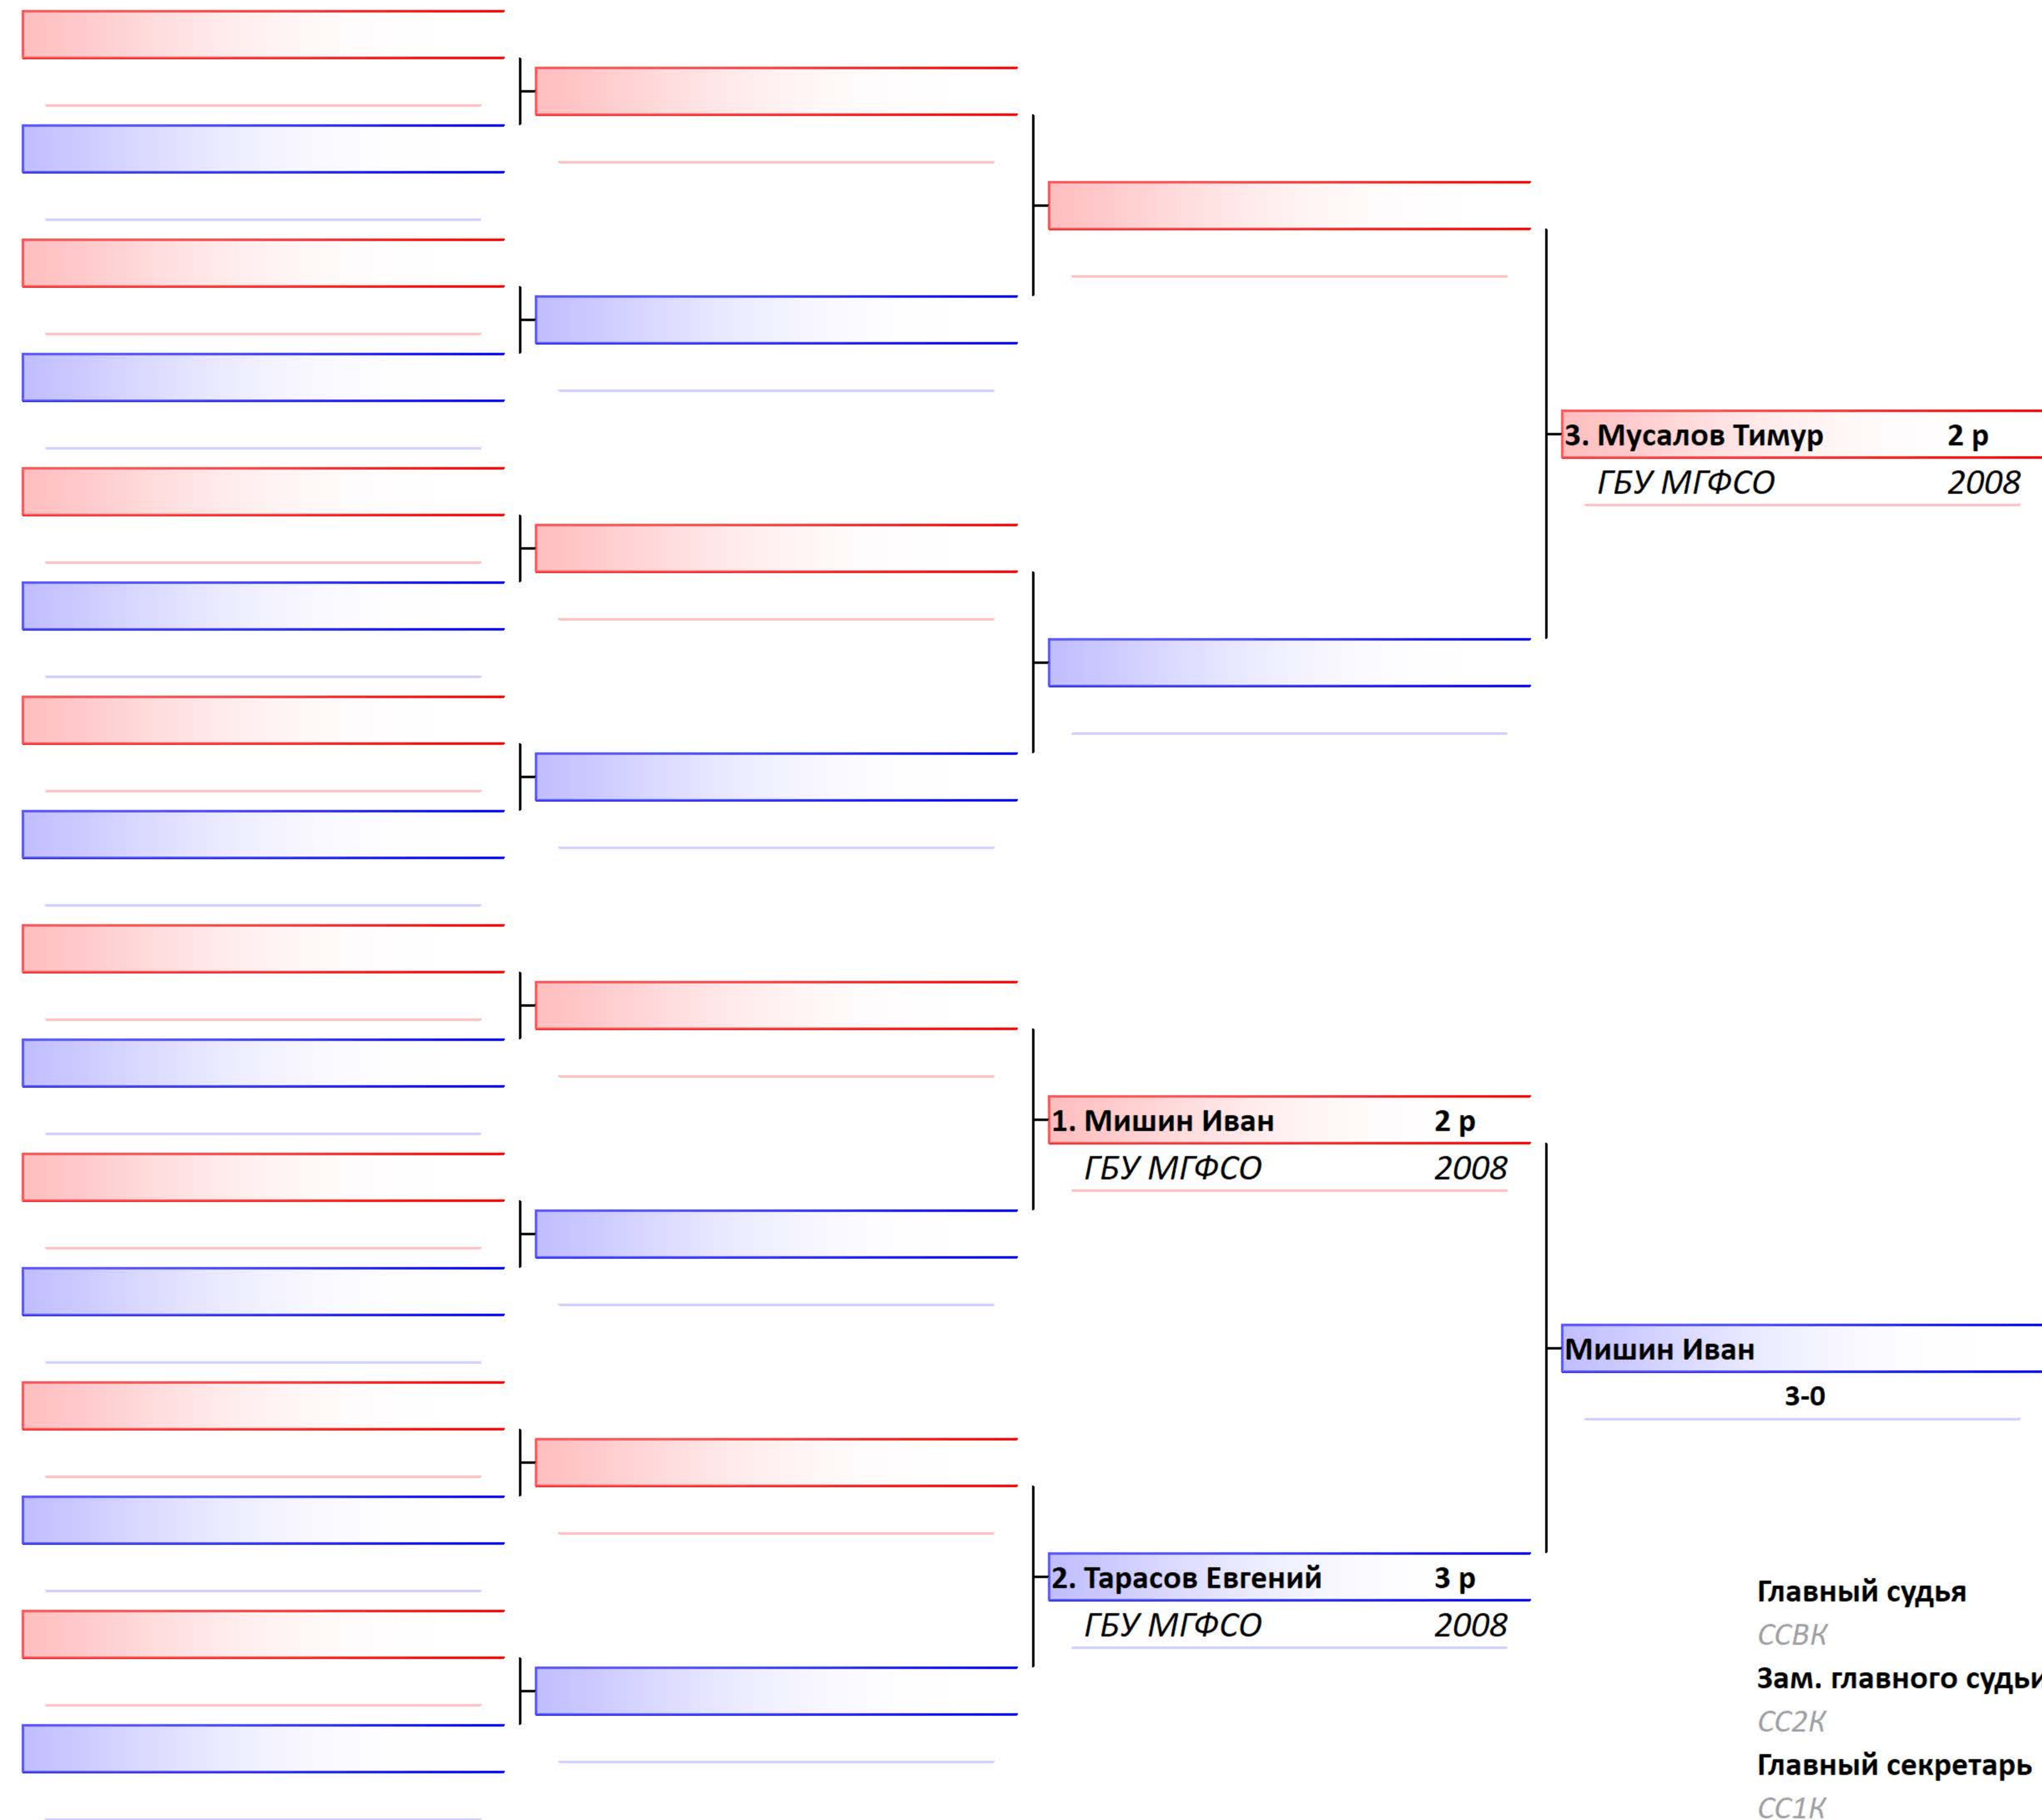 3. Мусалов Тимур 2 р
ГБУ МГФСО 2008
1. Мишин Иван 2 р
ГБУ МГФСО 2008
Мишин Иван
3-0
2. Тарасов Евгений 3 р
ГБУ МГФСО 2008
Главный судья
ССВК
Зам. главного судьи
СС2К
Главный секретарь
СС1К